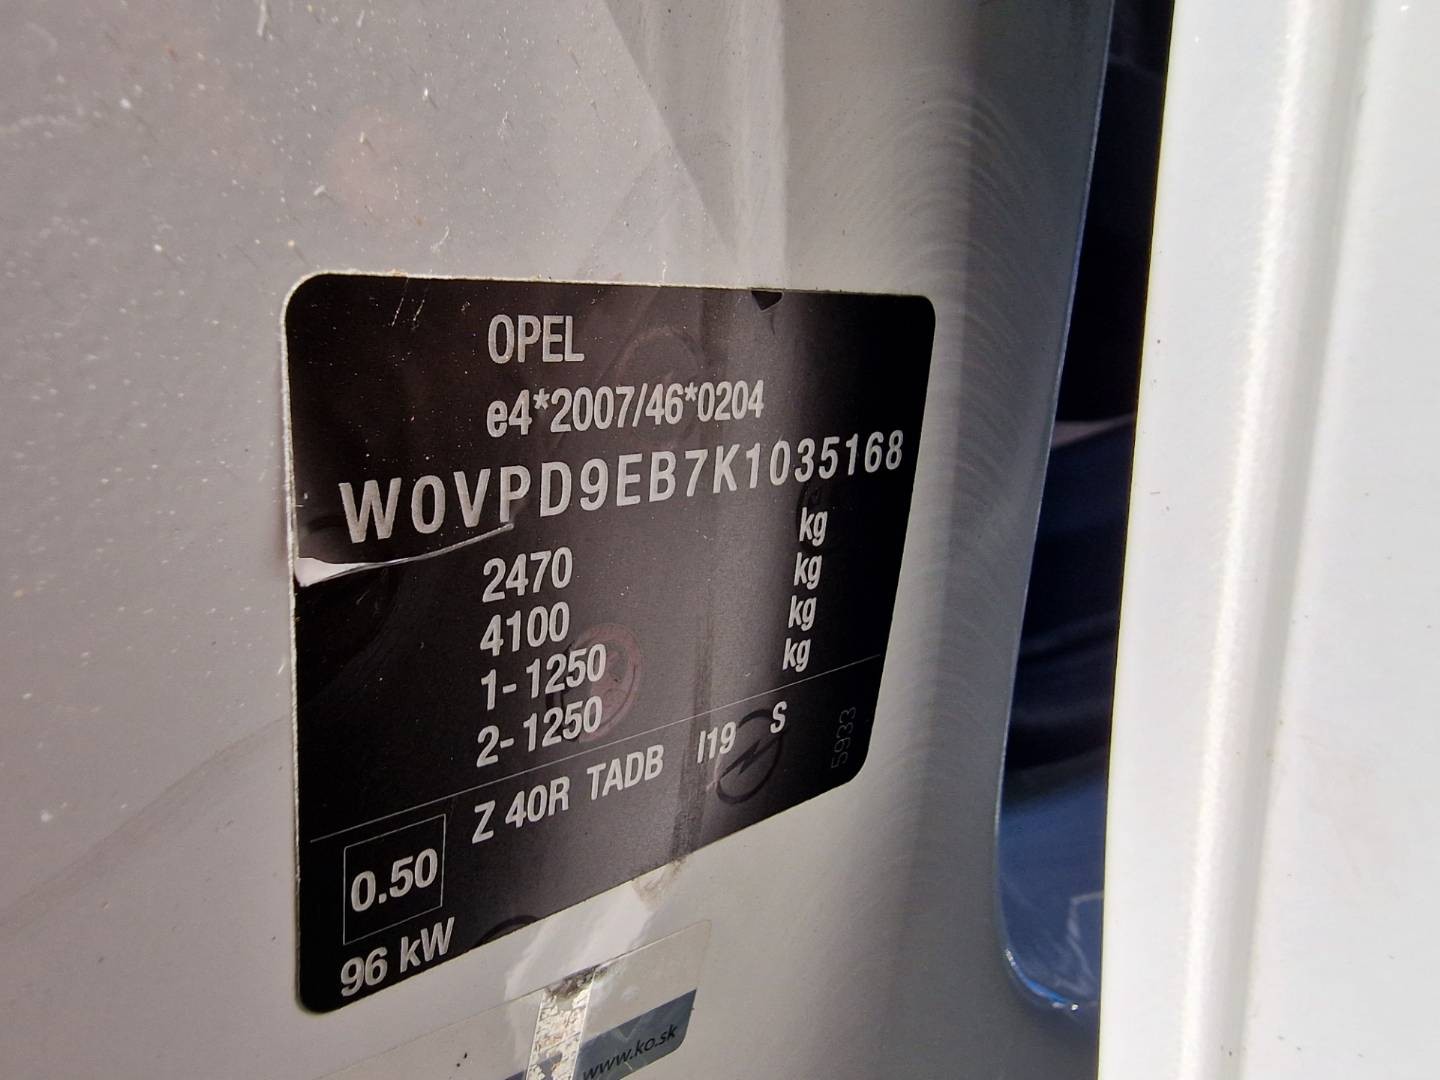 OPEL
e4*2007/46*0204
W0VPD9EB7K1035168
2470 kg
4100 kg
1- 1250 kg
2- 1250 kg
Z 40R TADB I19 S
5933
0.50
96 kW
www.ko.sk